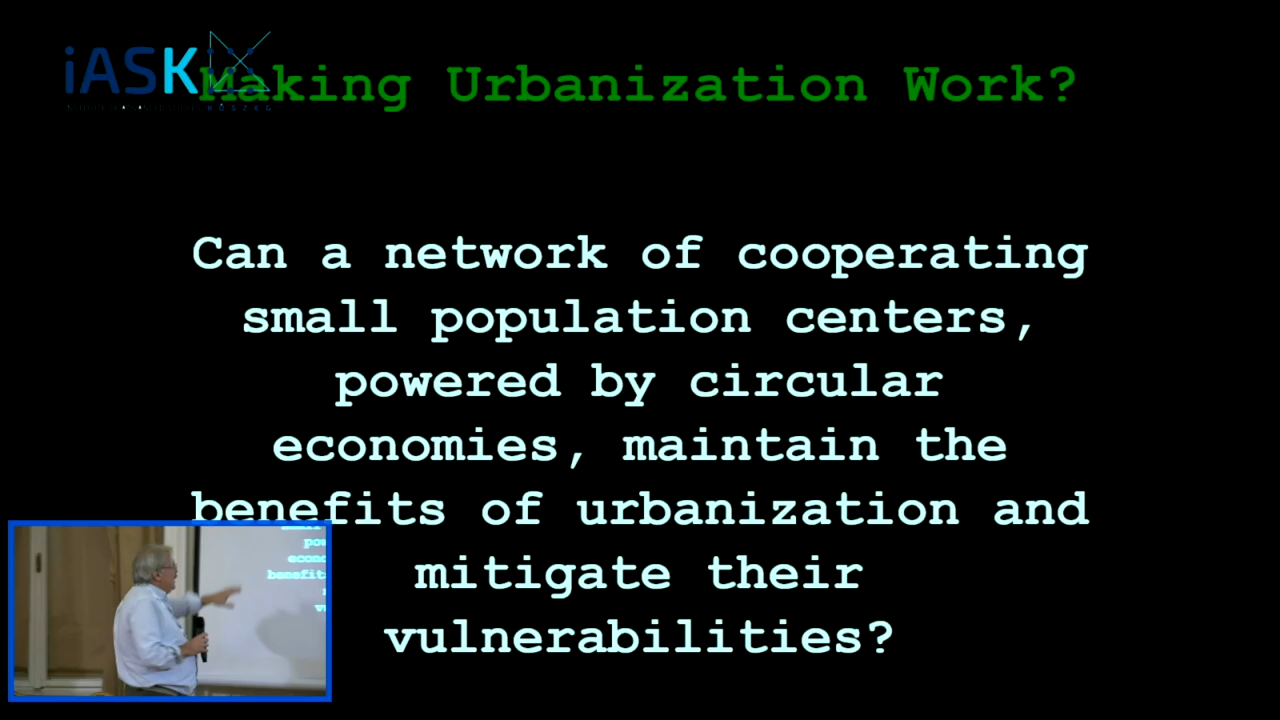 iASK
KŐSZEG
Making Urbanization Work?
Can a network of cooperating
small population centers,
powered by circular
economies, maintain the
benefits of urbanization and
mitigate their
vulnerabilities?